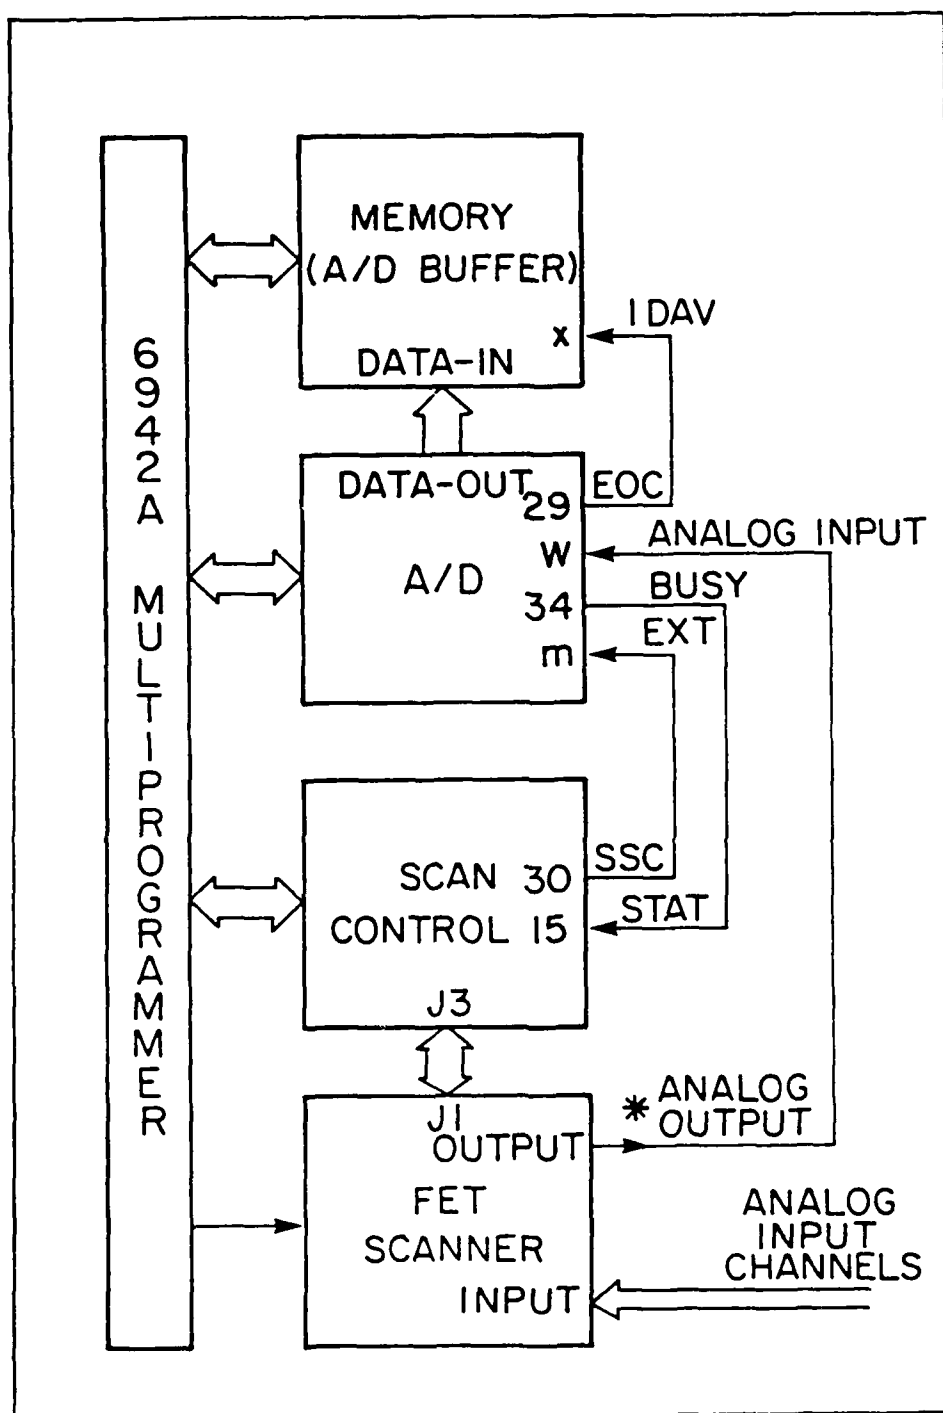 6942A MULTIPROGRAMMER
MEMORY
(A/D BUFFER)
x
DATA-IN
IDAV
DATA-OUT
29
EOC
W
ANALOG INPUT
A/D
34
BUSY
EXT
m
SCAN 30
SSC
CONTROL 15
STAT
J3
J1
OUTPUT
* ANALOG
OUTPUT
FET
SCANNER
INPUT
ANALOG
INPUT
CHANNELS